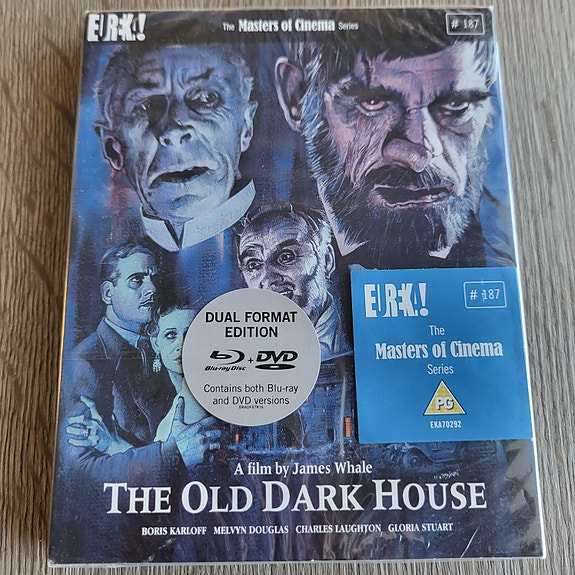 EUREKA!
The Masters of Cinema Series
# 187
DUAL FORMAT
EDITION
Blu-ray Disc + DVD
Contains both Blu-ray
and DVD versions
EUREKA!
# 187
The
Masters of Cinema
Series
PG
EKA70292
A film by James Whale
THE OLD DARK HOUSE
BORIS KARLOFF MELVYN DOUGLAS CHARLES LAUGHTON GLORIA STUART